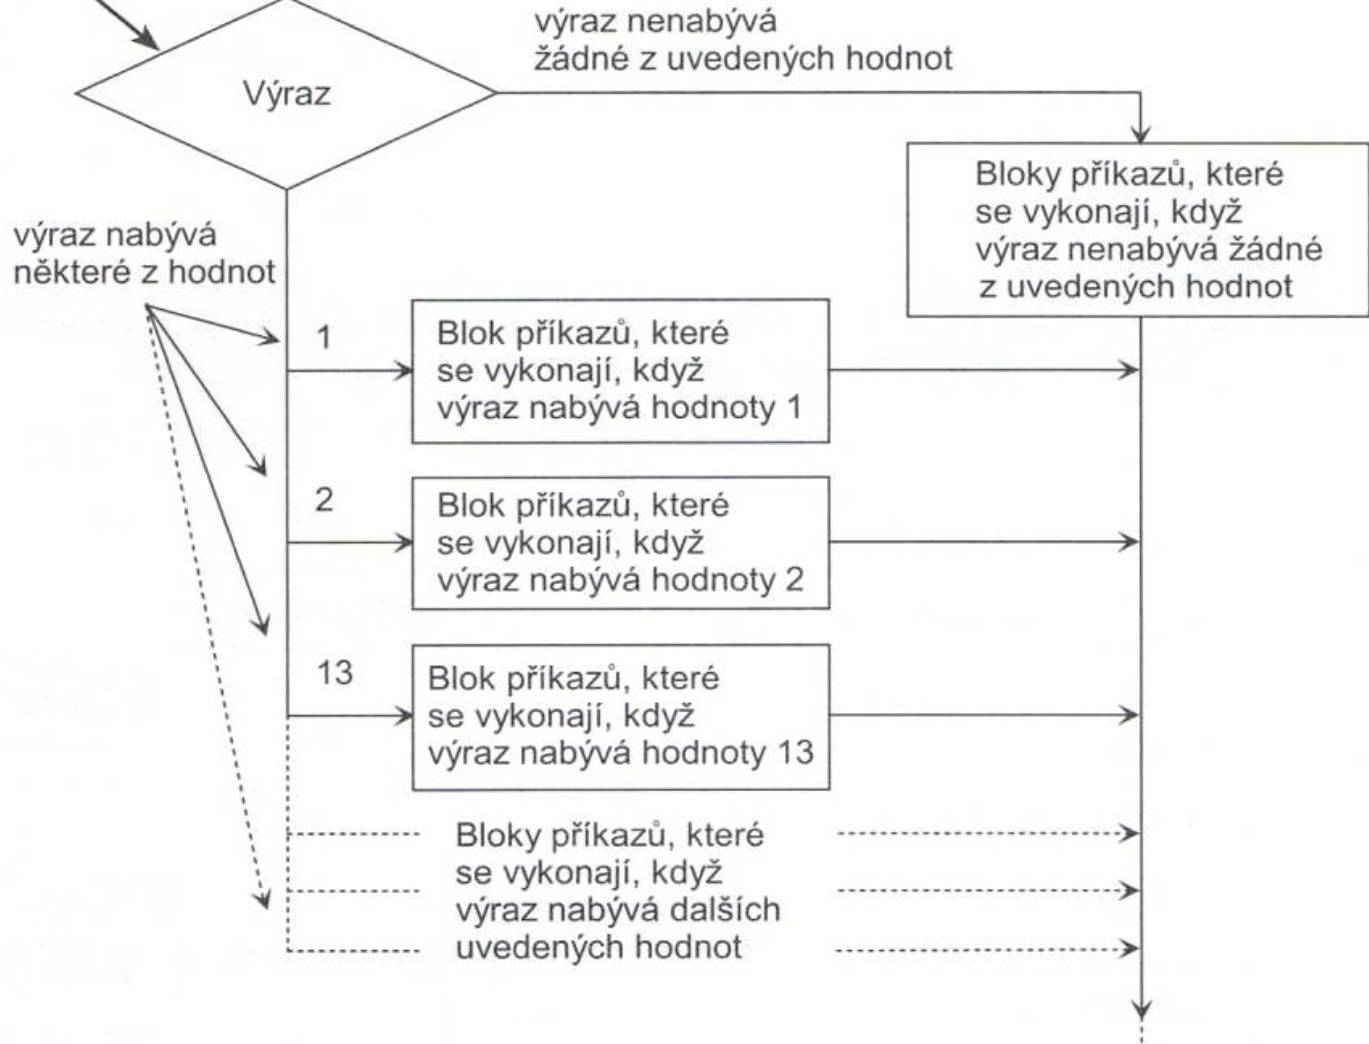 výraz nenabývá
žádné z uvedených hodnot
Výraz
Bloky příkazů, které
se vykonají, když
výraz nenabývá žádné
z uvedených hodnot
výraz nabývá
některé z hodnot
1
Blok příkazů, které
se vykonají, když
výraz nabývá hodnoty 1
2
Blok příkazů, které
se vykonají, když
výraz nabývá hodnoty 2
13
Blok příkazů, které
se vykonají, když
výraz nabývá hodnoty 13
Bloky příkazů, které
se vykonají, když
výraz nabývá dalších
uvedených hodnot